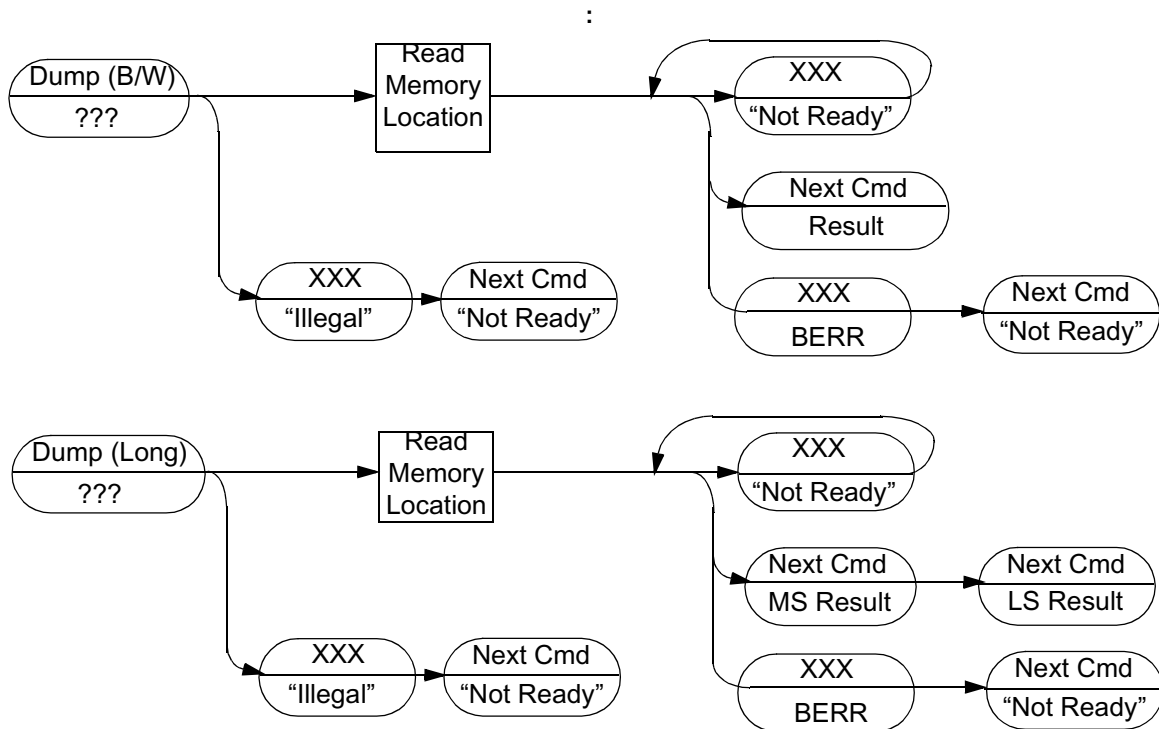 :
Dump (B/W)
???
Read
Memory
Location
XXX
“Not Ready”
Next Cmd
Result
XXX
“Illegal”
Next Cmd
“Not Ready”
XXX
BERR
Next Cmd
“Not Ready”
Dump (Long)
???
Read
Memory
Location
XXX
“Not Ready”
Next Cmd
MS Result
Next Cmd
LS Result
XXX
“Illegal”
Next Cmd
“Not Ready”
XXX
BERR
Next Cmd
“Not Ready”